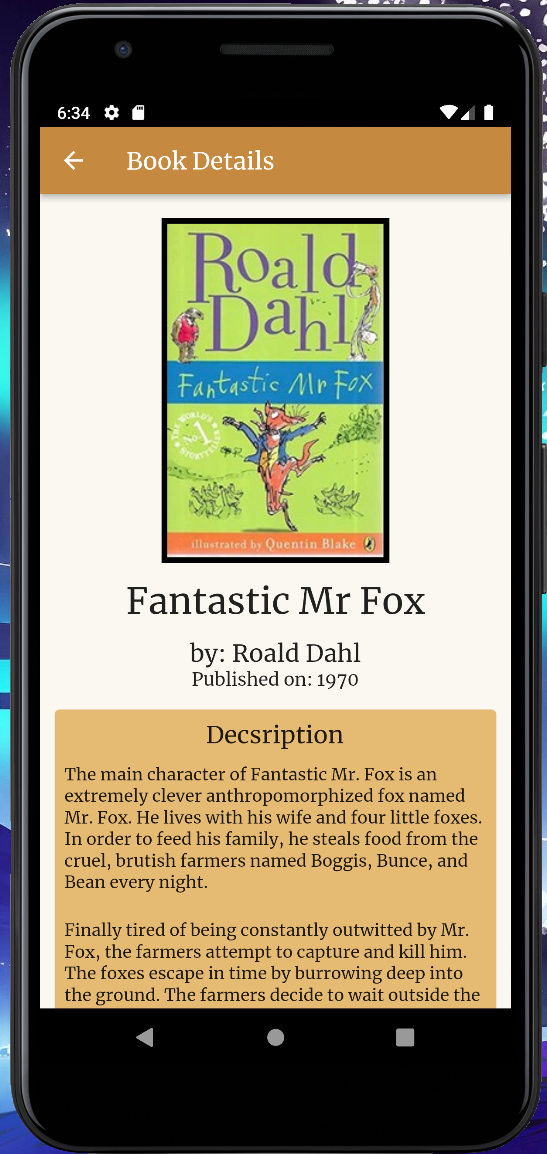 6:34
Book Details
Roald
Dahl
Fantastic Mr Fox
THE WORLD'S
No.1
STORYTELLER
illustrated by Quentin Blake
Fantastic Mr Fox
by: Roald Dahl
Published on: 1970
Decsription
The main character of Fantastic Mr. Fox is an
extremely clever anthropomorphized fox named
Mr. Fox. He lives with his wife and four little foxes.
In order to feed his family, he steals food from the
cruel, brutish farmers named Boggis, Bunce, and
Bean every night.
Finally tired of being constantly outwitted by Mr.
Fox, the farmers attempt to capture and kill him.
The foxes escape in time by burrowing deep into
the ground. The farmers decide to wait outside the